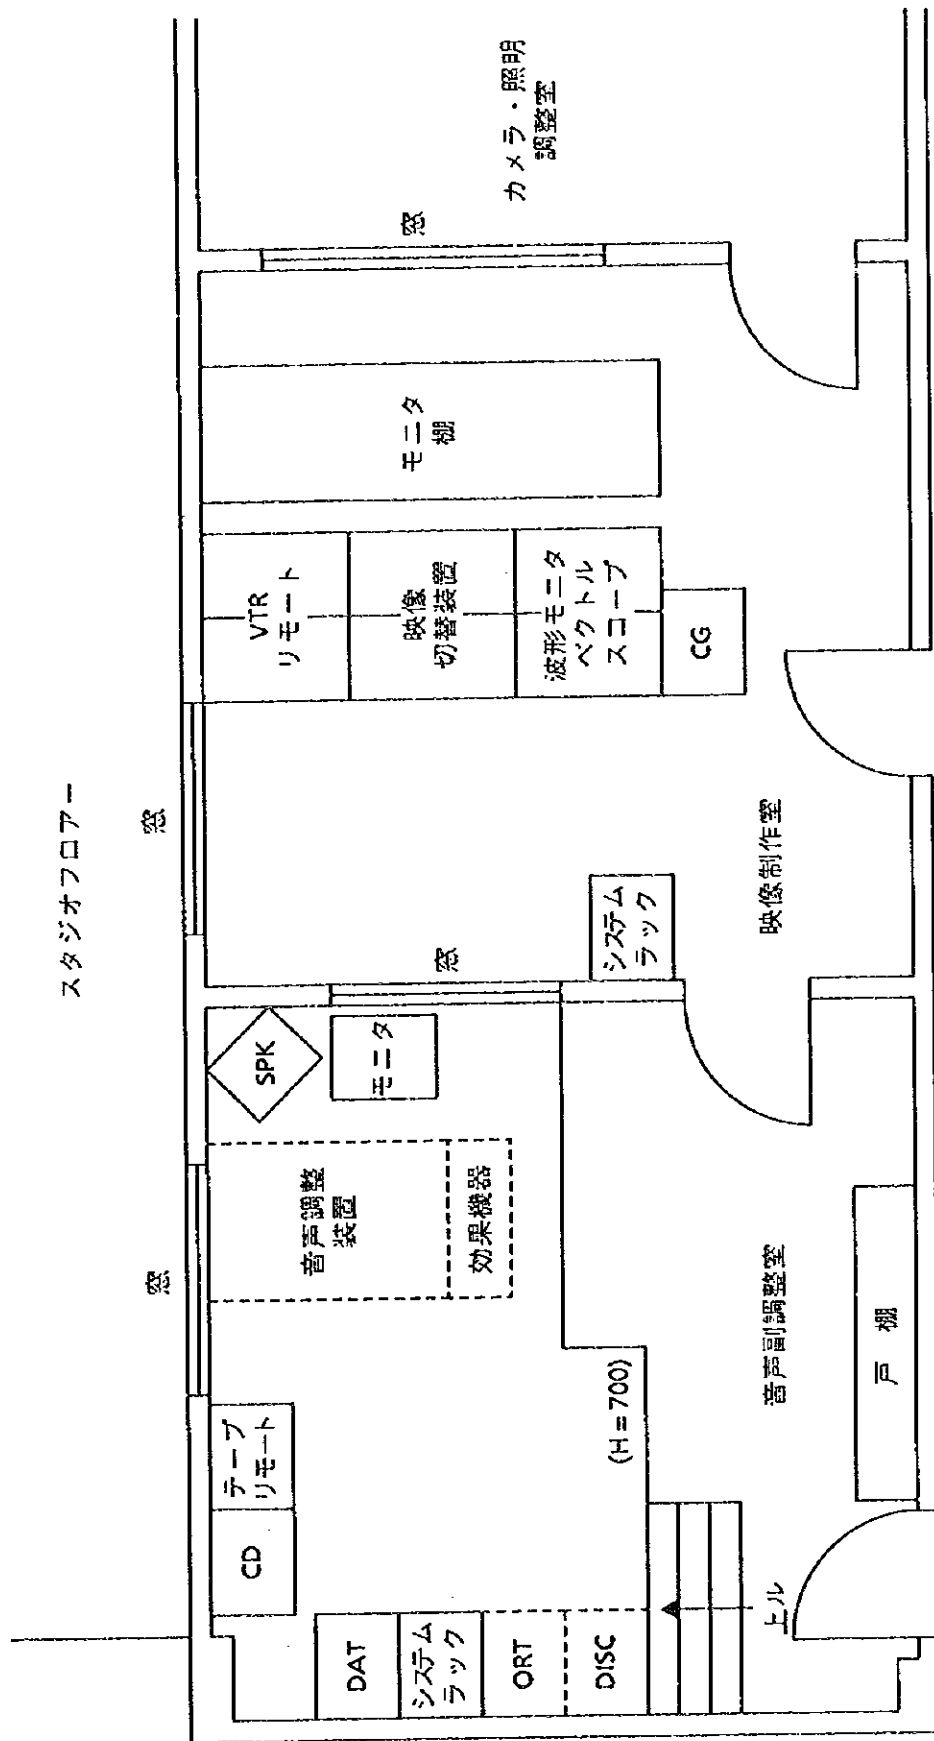 スタジオフロアー
窓
窓
CD
テープ
リモート
音声調整
装置
効果機器
SPK
モニタ
窓
DAT
システム
ラック
ORT
DISC
(H=700)
上ル
音声副調整室
戸棚
システム
ラック
映像制作室
VTR
リモート
映像
切替装置
波形モニタ
ベクトル
スコープ
CG
モニタ
棚
窓
カメラ・照明
調整室